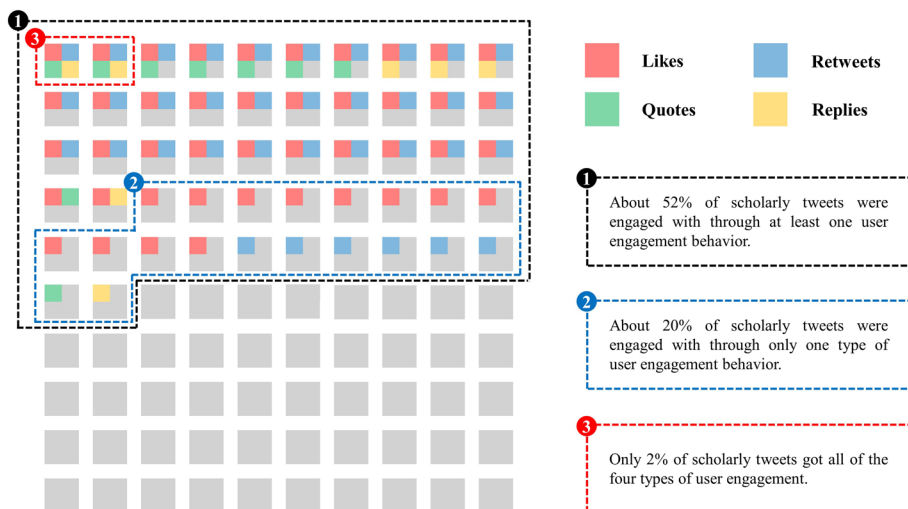 1
3
2
Likes
Retweets
Quotes
Replies
1
About 52% of scholarly tweets were
engaged with through at least one user
engagement behavior.
2
About 20% of scholarly tweets were
engaged with through only one type of
user engagement behavior.
3
Only 2% of scholarly tweets got all of the
four types of user engagement.